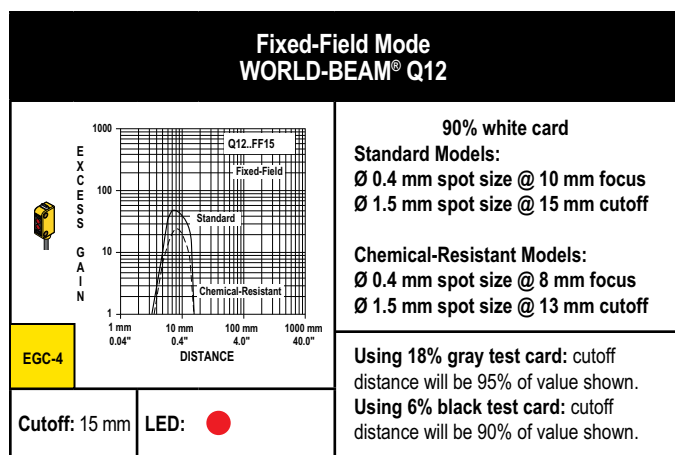 Fixed-Field Mode
WORLD-BEAM® Q12
EXCESS GAIN
1000
100
10
1
Q12..FF15
Fixed-Field
Standard
Chemical-Resistant
1 mm 10 mm 100 mm 1000 mm
0.04" 0.4" 4.0" 40.0"
DISTANCE
EGC-4
Cutoff: 15 mm
LED:
90% white card
Standard Models:
Ø 0.4 mm spot size @ 10 mm focus
Ø 1.5 mm spot size @ 15 mm cutoff
Chemical-Resistant Models:
Ø 0.4 mm spot size @ 8 mm focus
Ø 1.5 mm spot size @ 13 mm cutoff
Using 18% gray test card: cutoff
distance will be 95% of value shown.
Using 6% black test card: cutoff
distance will be 90% of value shown.